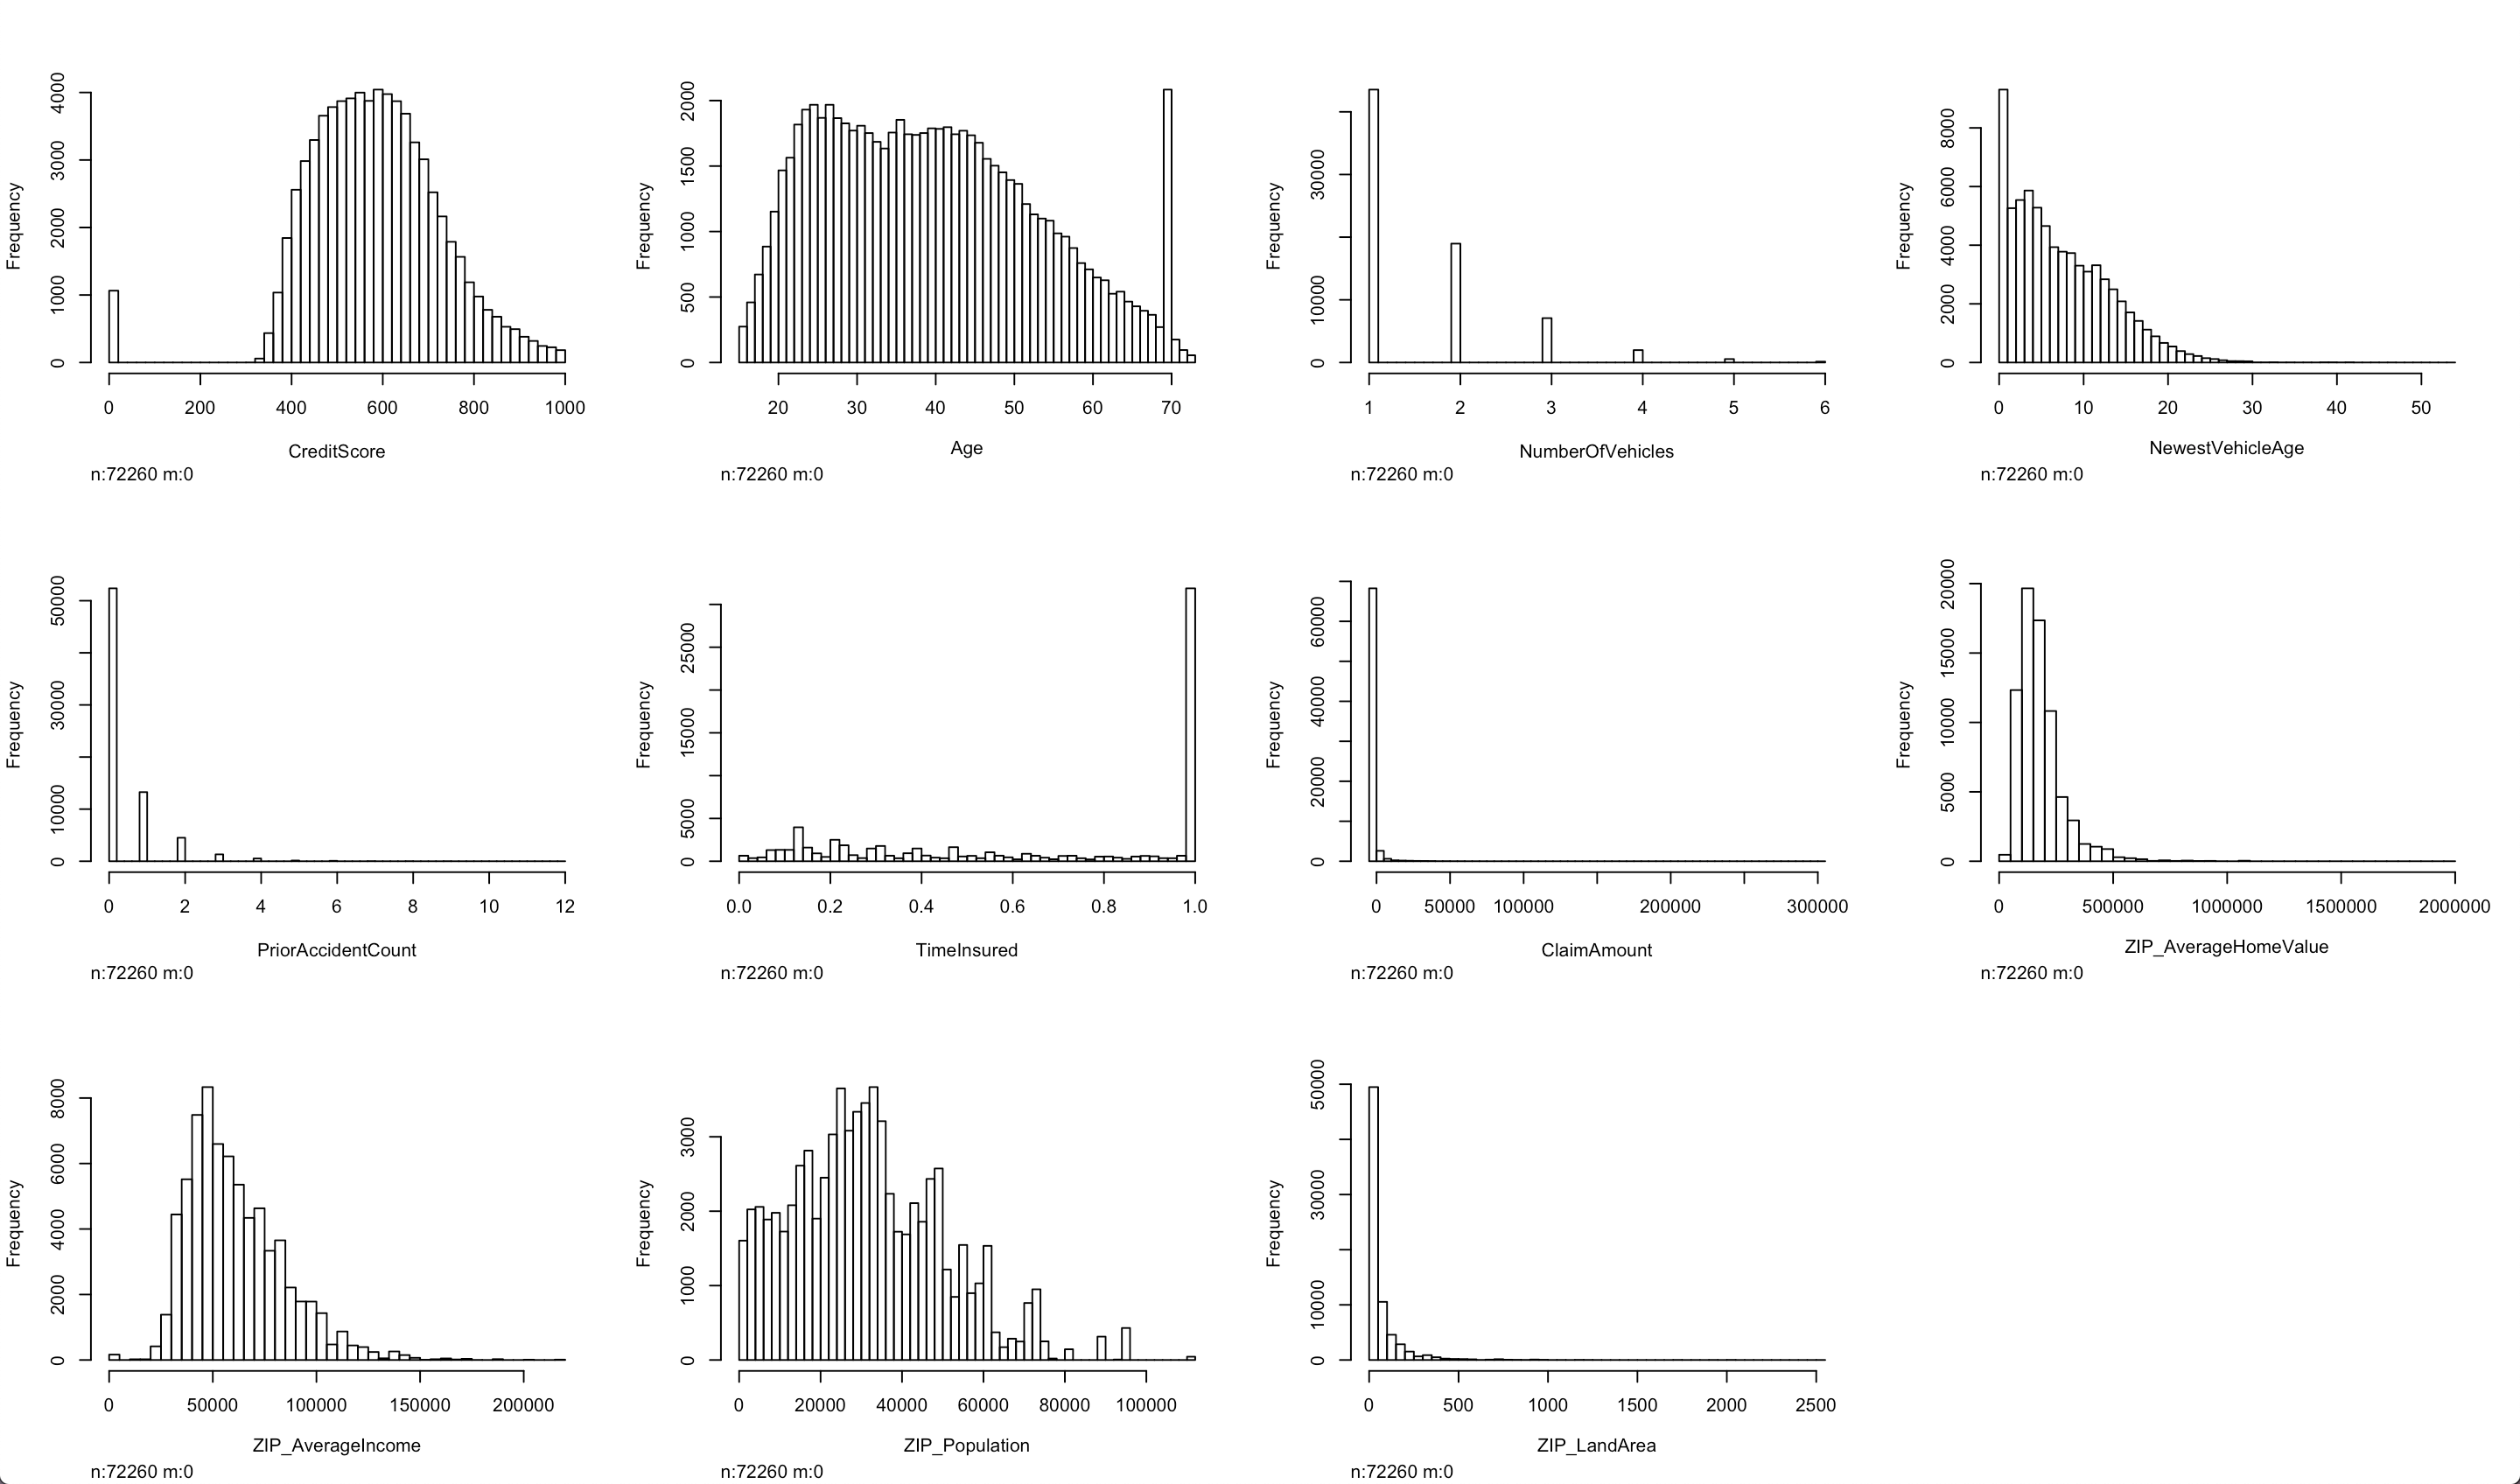 Frequency
0 1000 2000 3000 4000
0 200 400 600 800 1000
CreditScore
n:72260 m:0
Frequency
0 500 1000 1500 2000
20 30 40 50 60 70
Age
n:72260 m:0
Frequency
0 10000 30000
1 2 3 4 5 6
NumberOfVehicles
n:72260 m:0
Frequency
0 2000 4000 6000 8000
0 10 20 30 40 50
NewestVehicleAge
n:72260 m:0
Frequency
0 10000 30000 50000
0 2 4 6 8 10 12
PriorAccidentCount
n:72260 m:0
Frequency
0 5000 15000 25000
0.0 0.2 0.4 0.6 0.8 1.0
TimeInsured
n:72260 m:0
Frequency
0 20000 40000 60000
0 50000 100000 200000 300000
ClaimAmount
n:72260 m:0
Frequency
0 5000 10000 15000 20000
0 500000 1000000 1500000 2000000
ZIP_AverageHomeValue
n:72260 m:0
Frequency
0 2000 4000 6000 8000
0 50000 100000 150000 200000
ZIP_AverageIncome
n:72260 m:0
Frequency
0 1000 2000 3000
0 20000 40000 60000 80000 100000
ZIP_Population
n:72260 m:0
Frequency
0 10000 30000 50000
0 500 1000 1500 2000 2500
ZIP_LandArea
n:72260 m:0